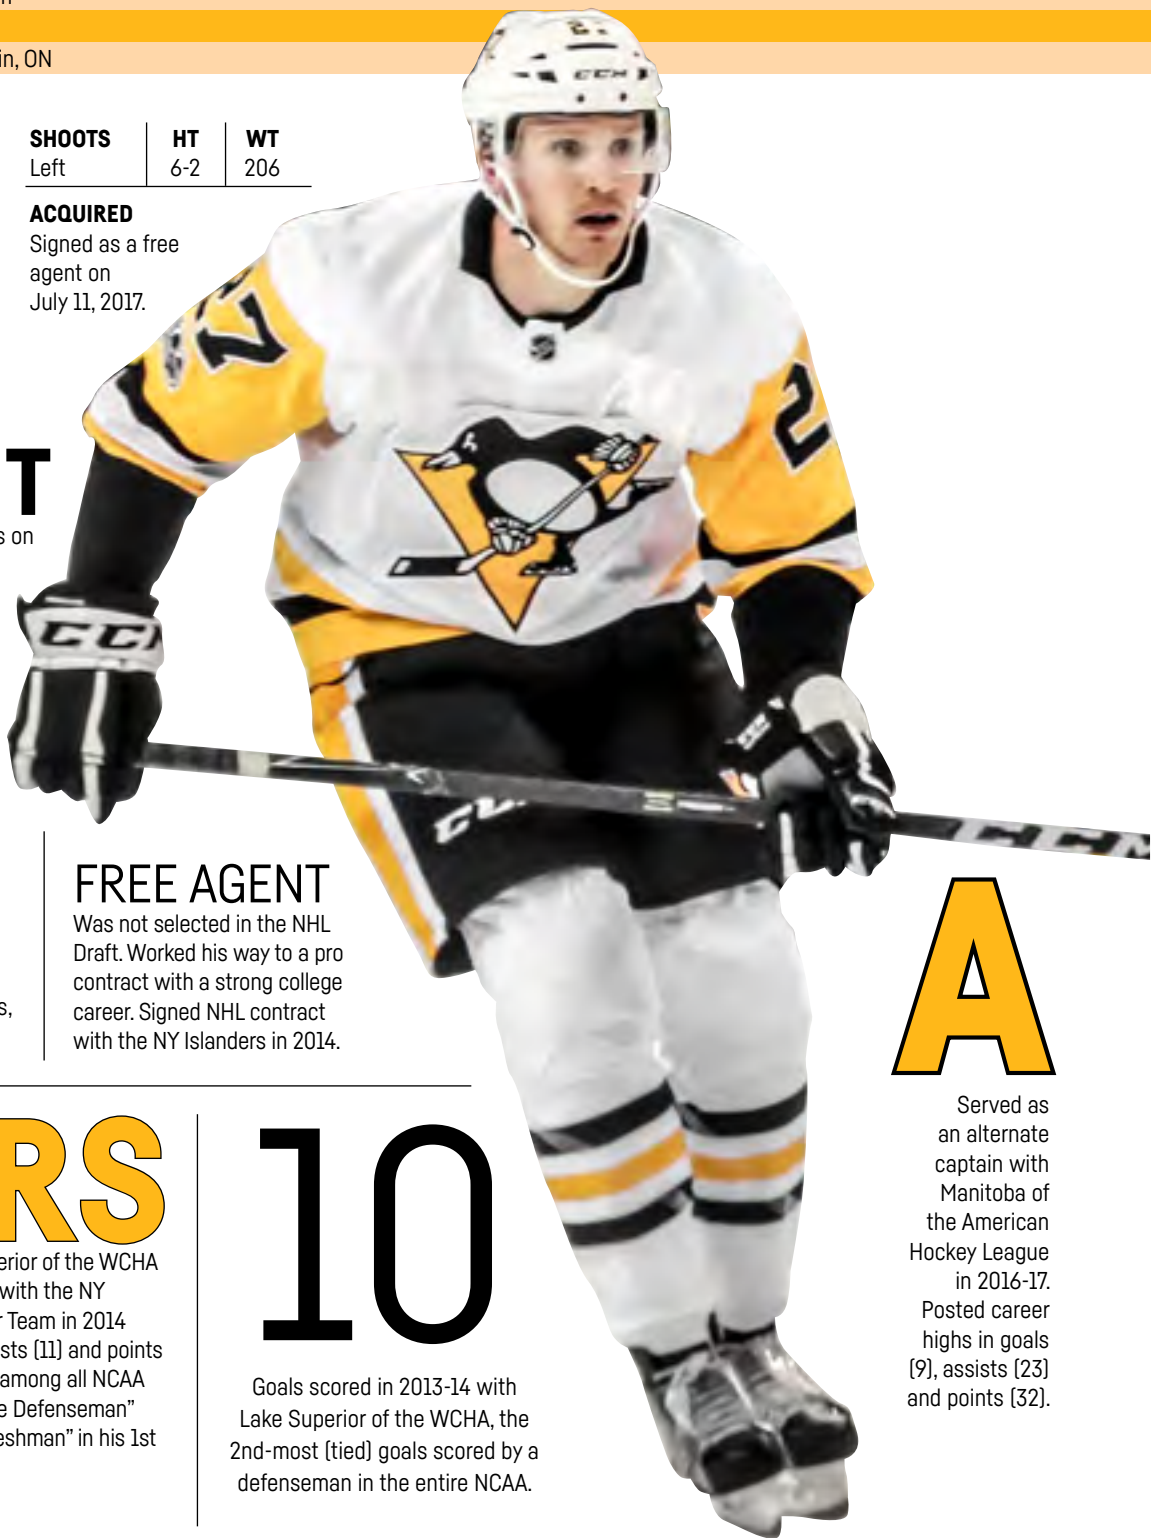 in, ON
SHOOTS HT WT
Left 6-2 206
ACQUIRED
Signed as a free
agent on
July 11, 2017.
27
2
CCM
T
s on
CCM
CCM
FREE AGENT
Was not selected in the NHL
Draft. Worked his way to a pro
contract with a strong college
career. Signed NHL contract
with the NY Islanders in 2014.
s,
RS
erior of the WCHA
with the NY
r Team in 2014
sts (11) and points
among all NCAA
e Defenseman”
eshman” in his 1st
10
Goals scored in 2013-14 with
Lake Superior of the WCHA, the
2nd-most (tied) goals scored by a
defenseman in the entire NCAA.
A
Served as
an alternate
captain with
Manitoba of
the American
Hockey League
in 2016-17.
Posted career
highs in goals
(9), assists (23)
and points (32).